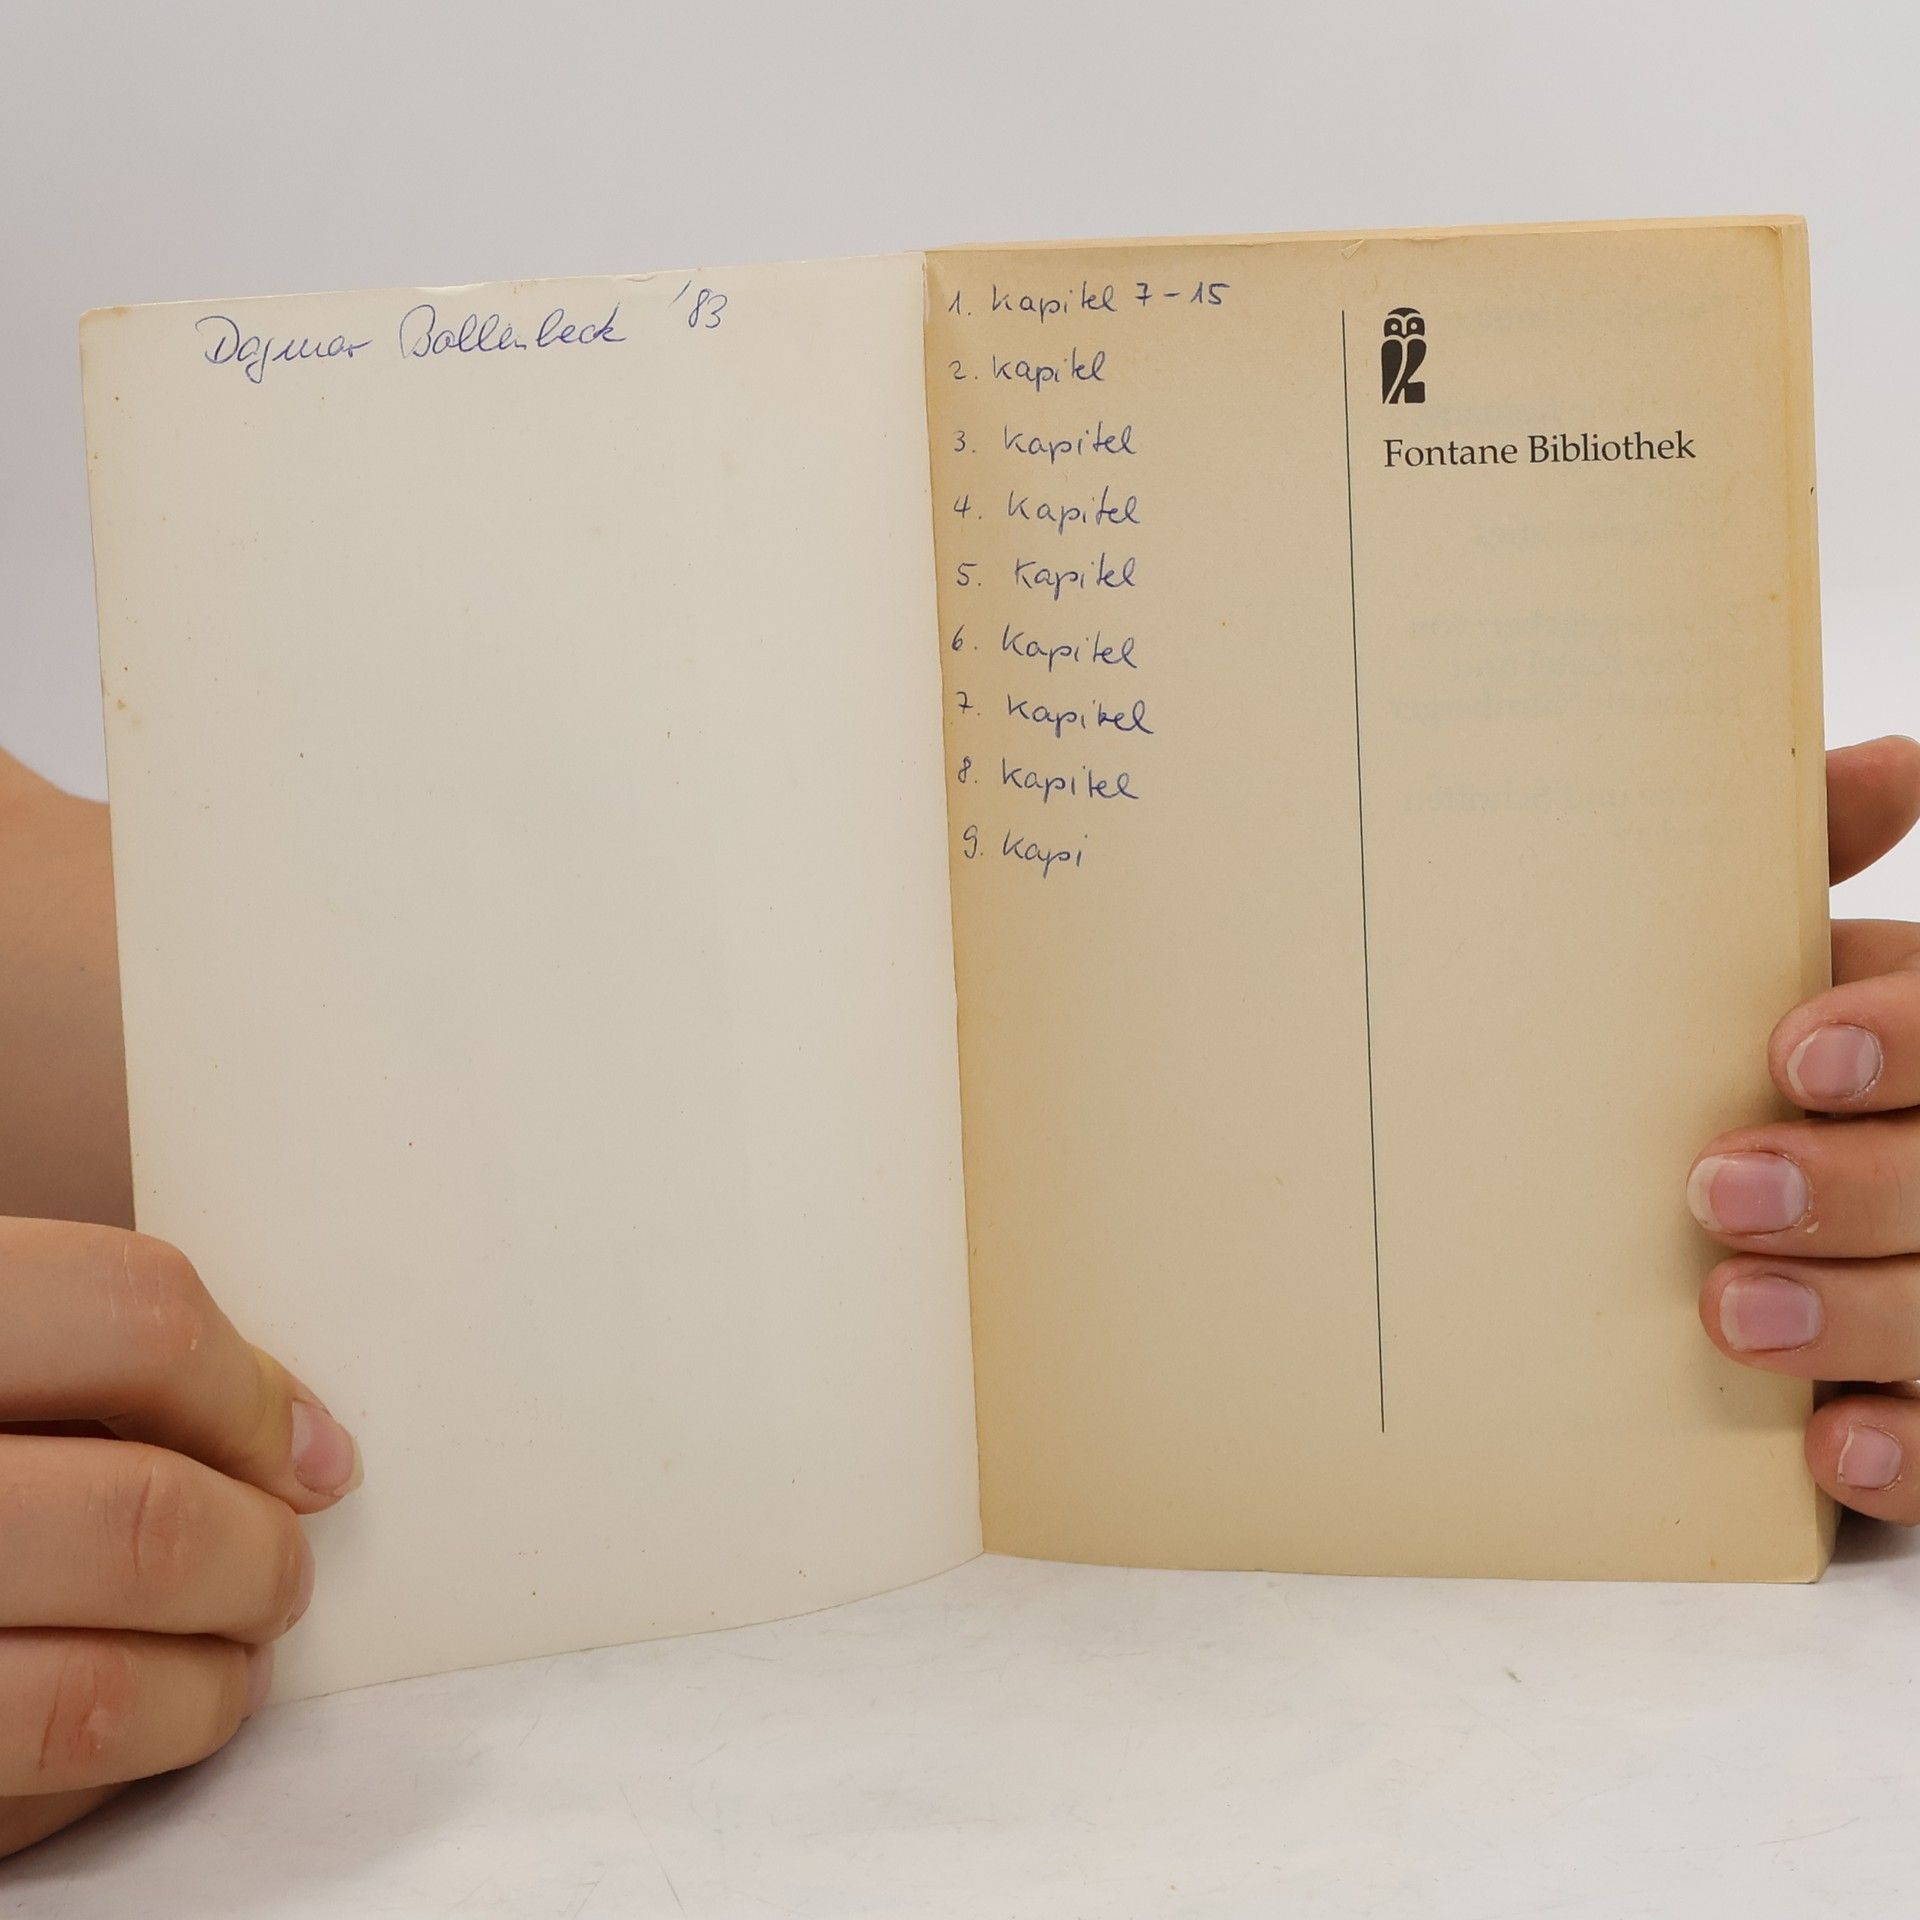 Dagmar Bollenbeck '83
1. Kapitel 7-15
2. Kapitel
3. Kapitel
4. Kapitel
5. Kapitel
6. Kapitel
7. Kapitel
8. Kapitel
9. Kapi
Fontane Bibliothek